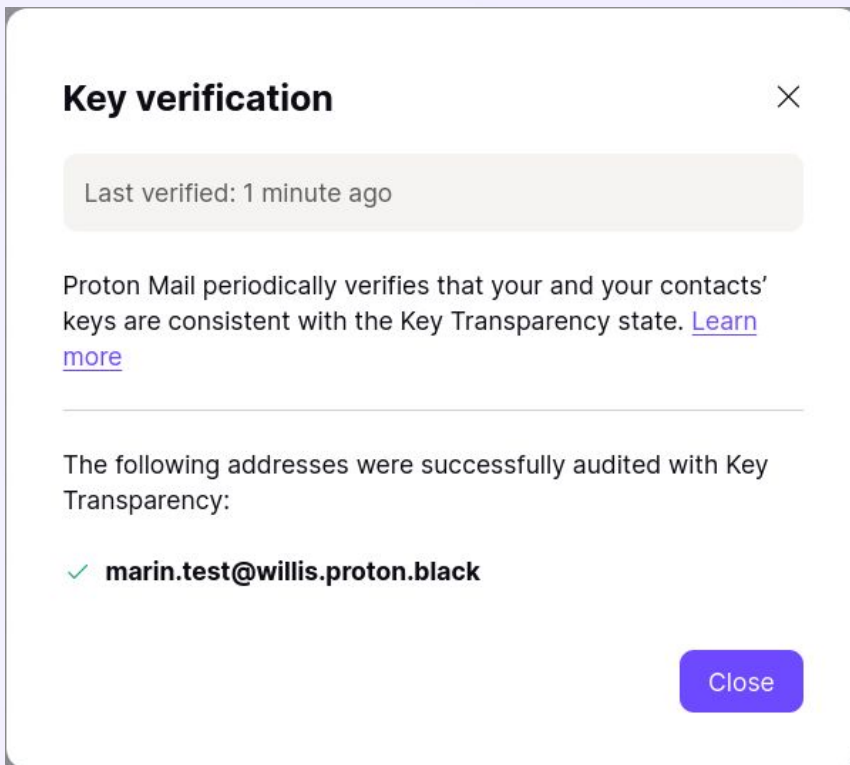 Key verification
Last verified: 1 minute ago
Proton Mail periodically verifies that your and your contacts’
keys are consistent with the Key Transparency state. Learn
more
The following addresses were successfully audited with Key
Transparency:
marin.test@willis.proton.black
Close